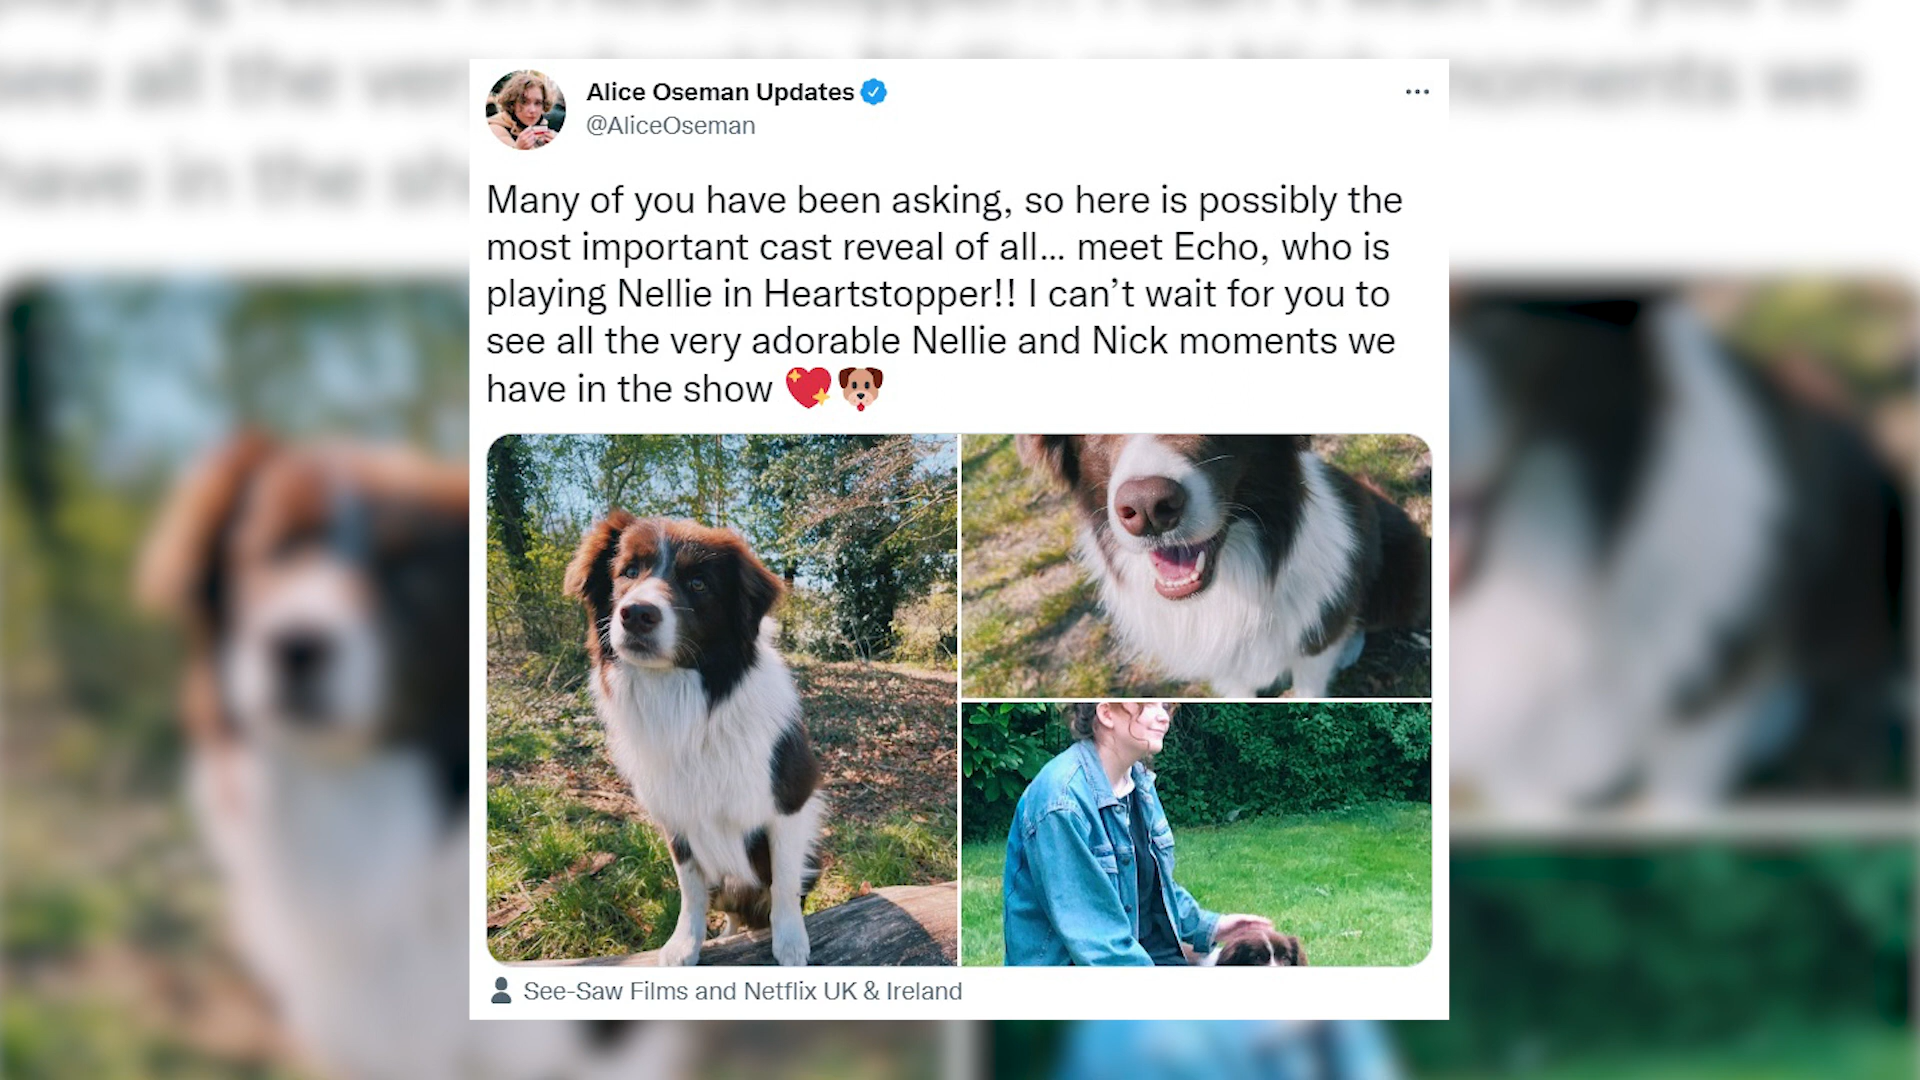 Alice Oseman Updates
@AliceOseman
Many of you have been asking, so here is possibly the
most important cast reveal of all... meet Echo, who is
playing Nellie in Heartstopper!! I can’t wait for you to
see all the very adorable Nellie and Nick moments we
have in the show 💖🐶
See-Saw Films and Netflix UK & Ireland